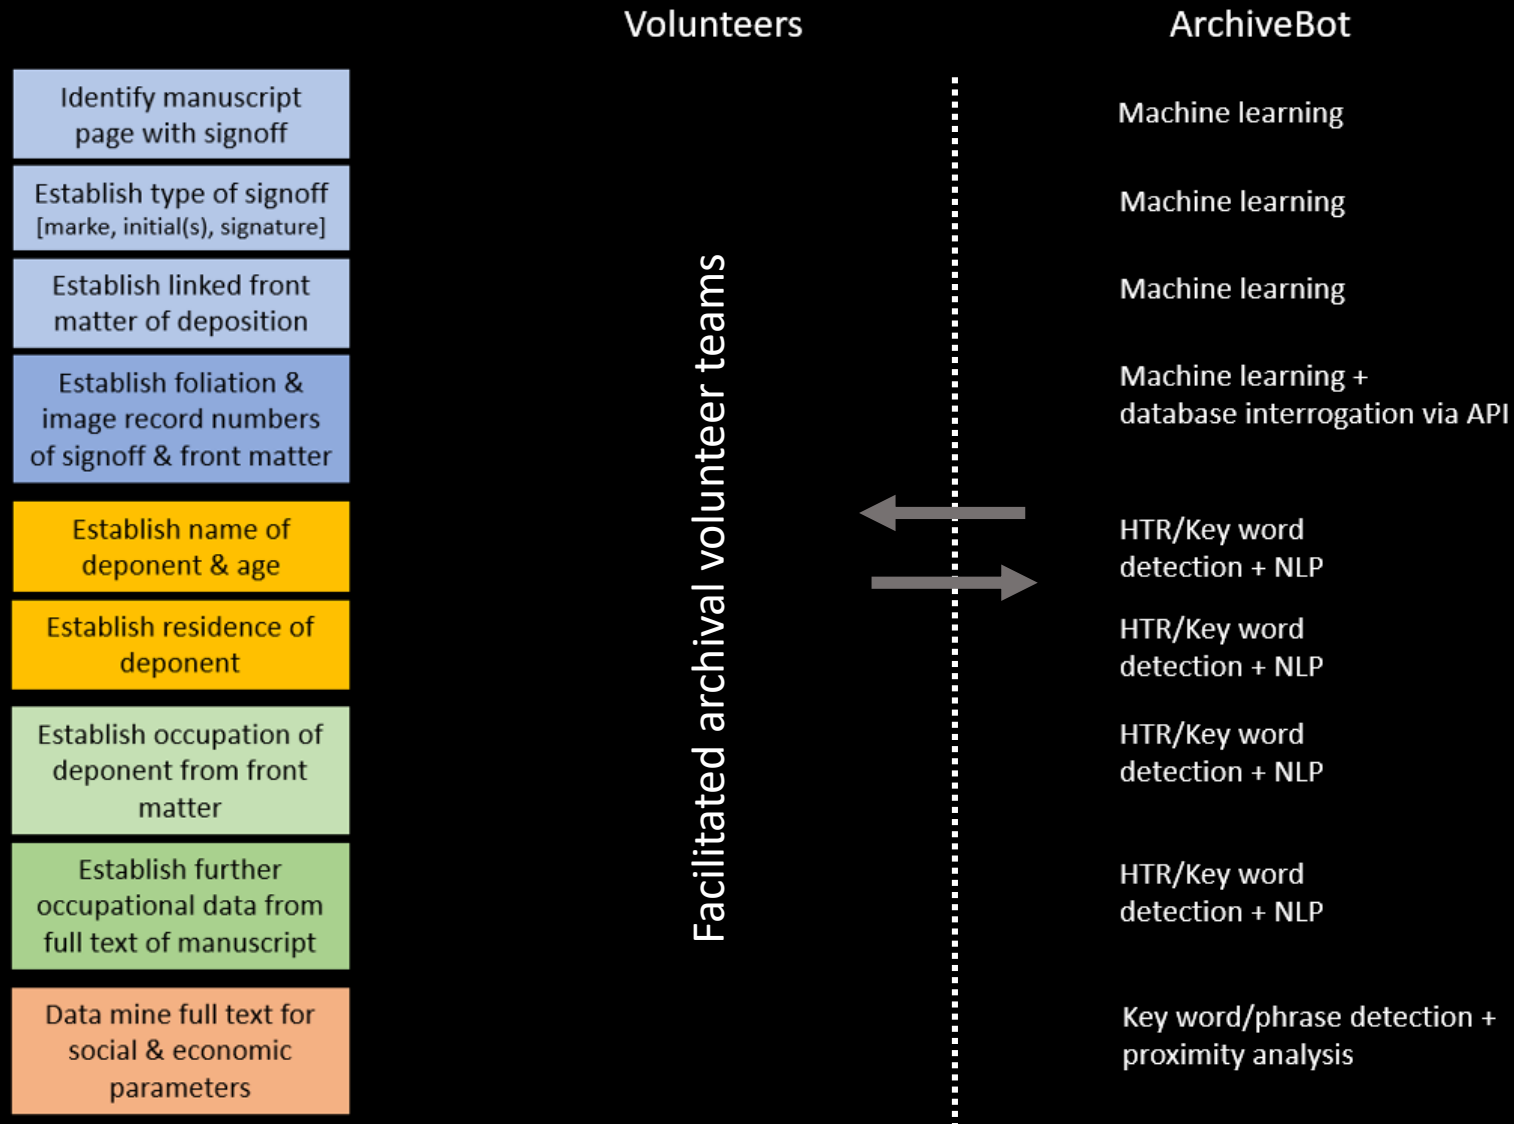 Volunteers
ArchiveBot
Identify manuscript
page with signoff
Machine learning
Establish type of signoff
[marke, initial(s), signature]
Machine learning
Establish linked front
matter of deposition
Machine learning
Establish foliation &
image record numbers
of signoff & front matter
Machine learning +
database interrogation via API
Establish name of
deponent & age
HTR/Key word
detection + NLP
Establish residence of
deponent
HTR/Key word
detection + NLP
Establish occupation of
deponent from front
matter
HTR/Key word
detection + NLP
Establish further
occupational data from
full text of manuscript
HTR/Key word
detection + NLP
Data mine full text for
social & economic
parameters
Key word/phrase detection +
proximity analysis
Facilitated archival volunteer teams